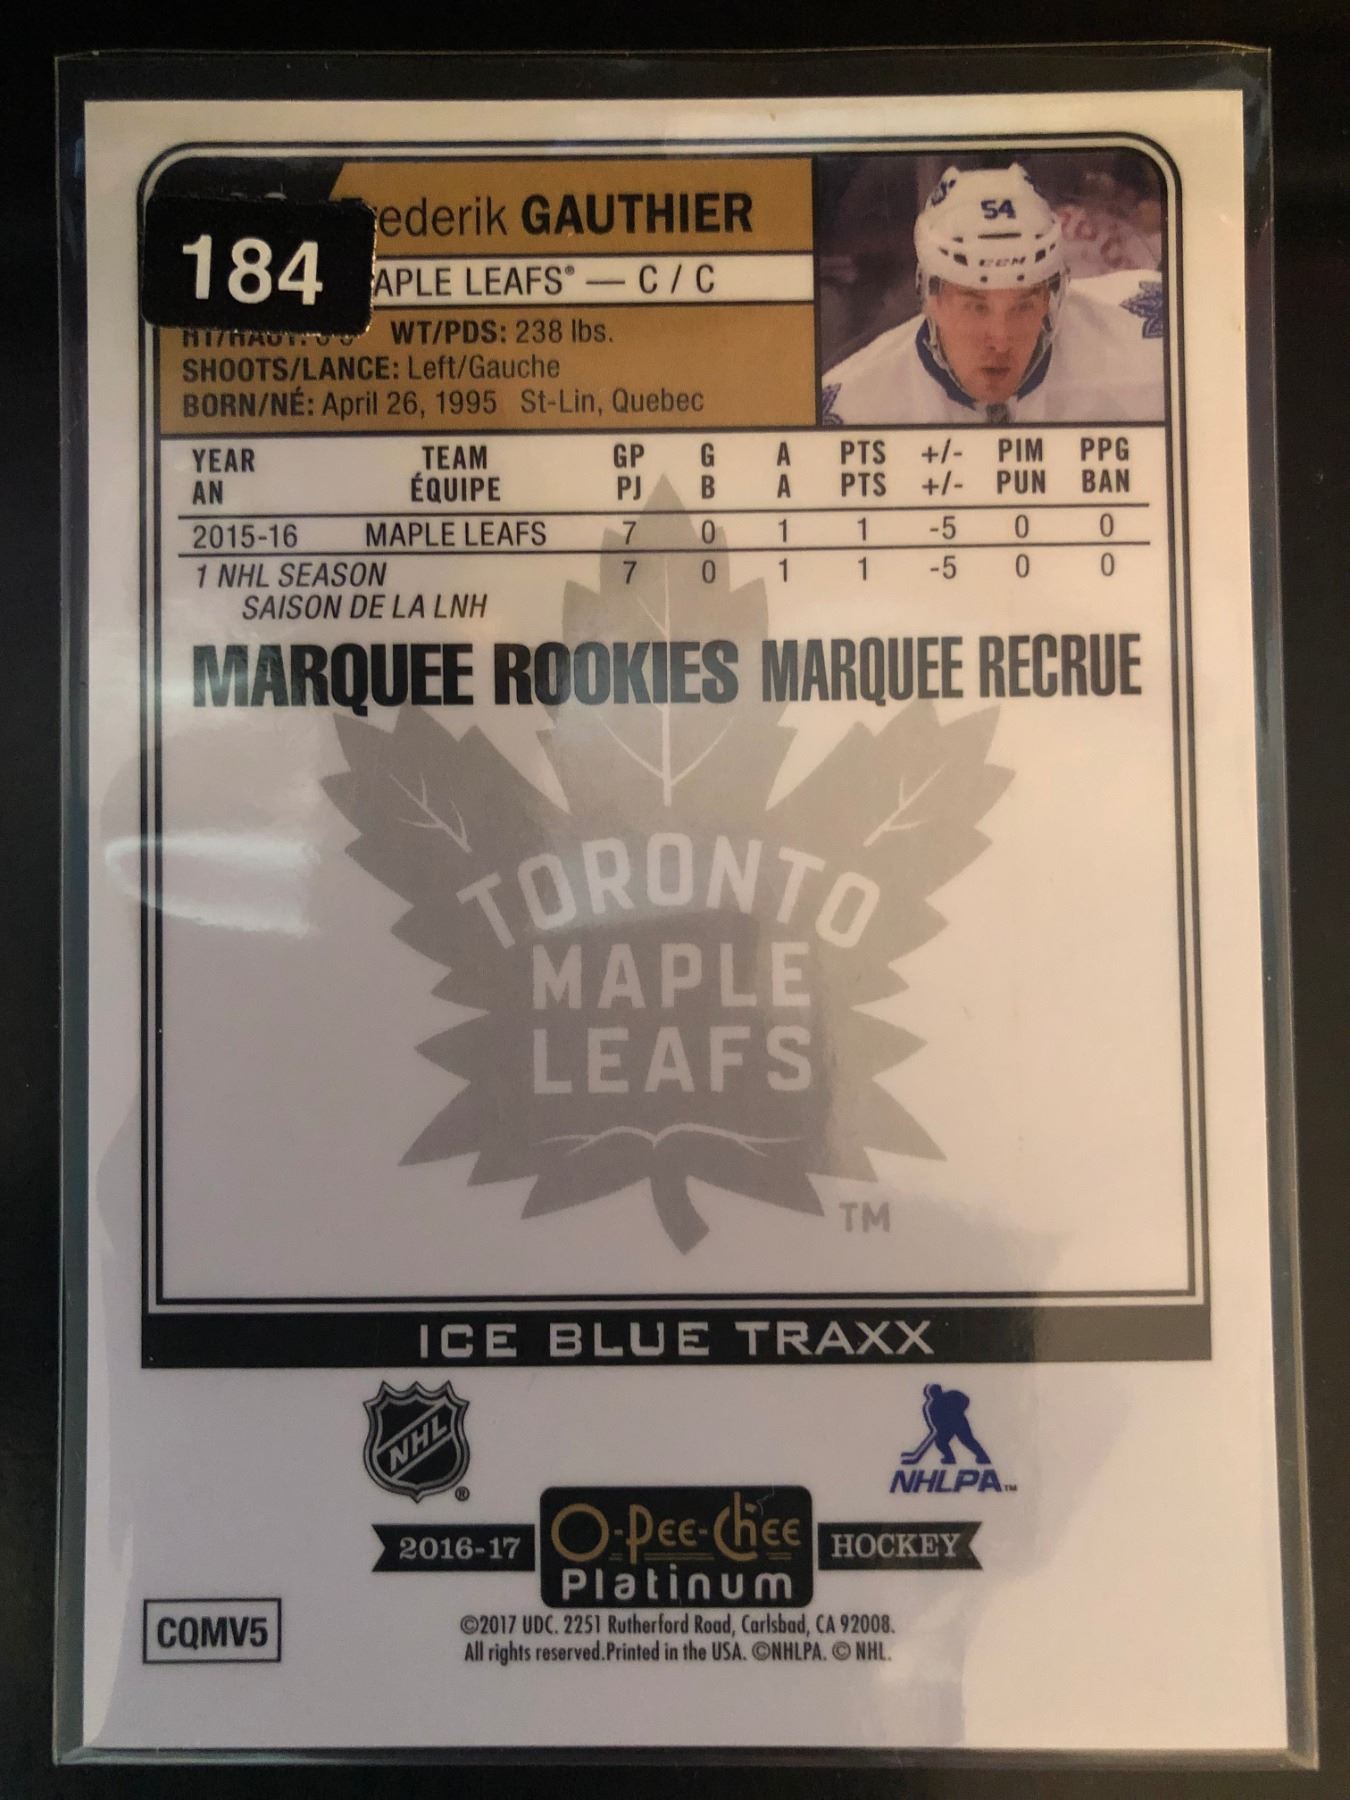 184
ederik GAUTHIER
APLE LEAFS® — C / C
HT/HAUT: WT/PDS: 238 lbs.
SHOOTS/LANCE: Left/Gauche
BORN/NÉ: April 26, 1995 St-Lin, Quebec
54
CCM
YEAR TEAM GP G A PTS +/- PIM PPG
AN ÉQUIPE PJ B A PTS +/- PUN BAN
2015-16 MAPLE LEAFS 7 0 1 1 -5 0 0
1 NHL SEASON 7 0 1 1 -5 0 0
SAISON DE LA LNH
MARQUEE ROOKIES MARQUEE RECRUE
TORONTO
MAPLE
LEAFS
TM
ICE BLUE TRAXX
NHL ®
NHLPA™
2016-17 O-Pee-Chee HOCKEY
Platinum
CQMV5
©2017 UDC. 2251 Rutherford Road, Carlsbad, CA 92008.
All rights reserved.Printed in the USA. ©NHLPA. © NHL.